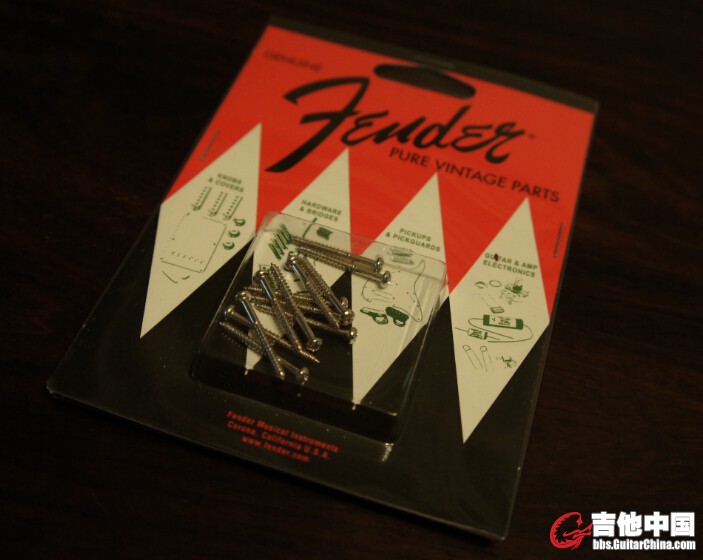 GENUINE
Fender®
PURE VINTAGE PARTS
KNOBS
& COVERS
HARDWARE
& BRIDGES
PICKUPS
& PICKGUARDS
GUITAR & AMP
ELECTRONICS
Fender Musical Instruments
Corona, California U.S.A.
www.fender.com
吉他中国
bbs.GuitarChina.com